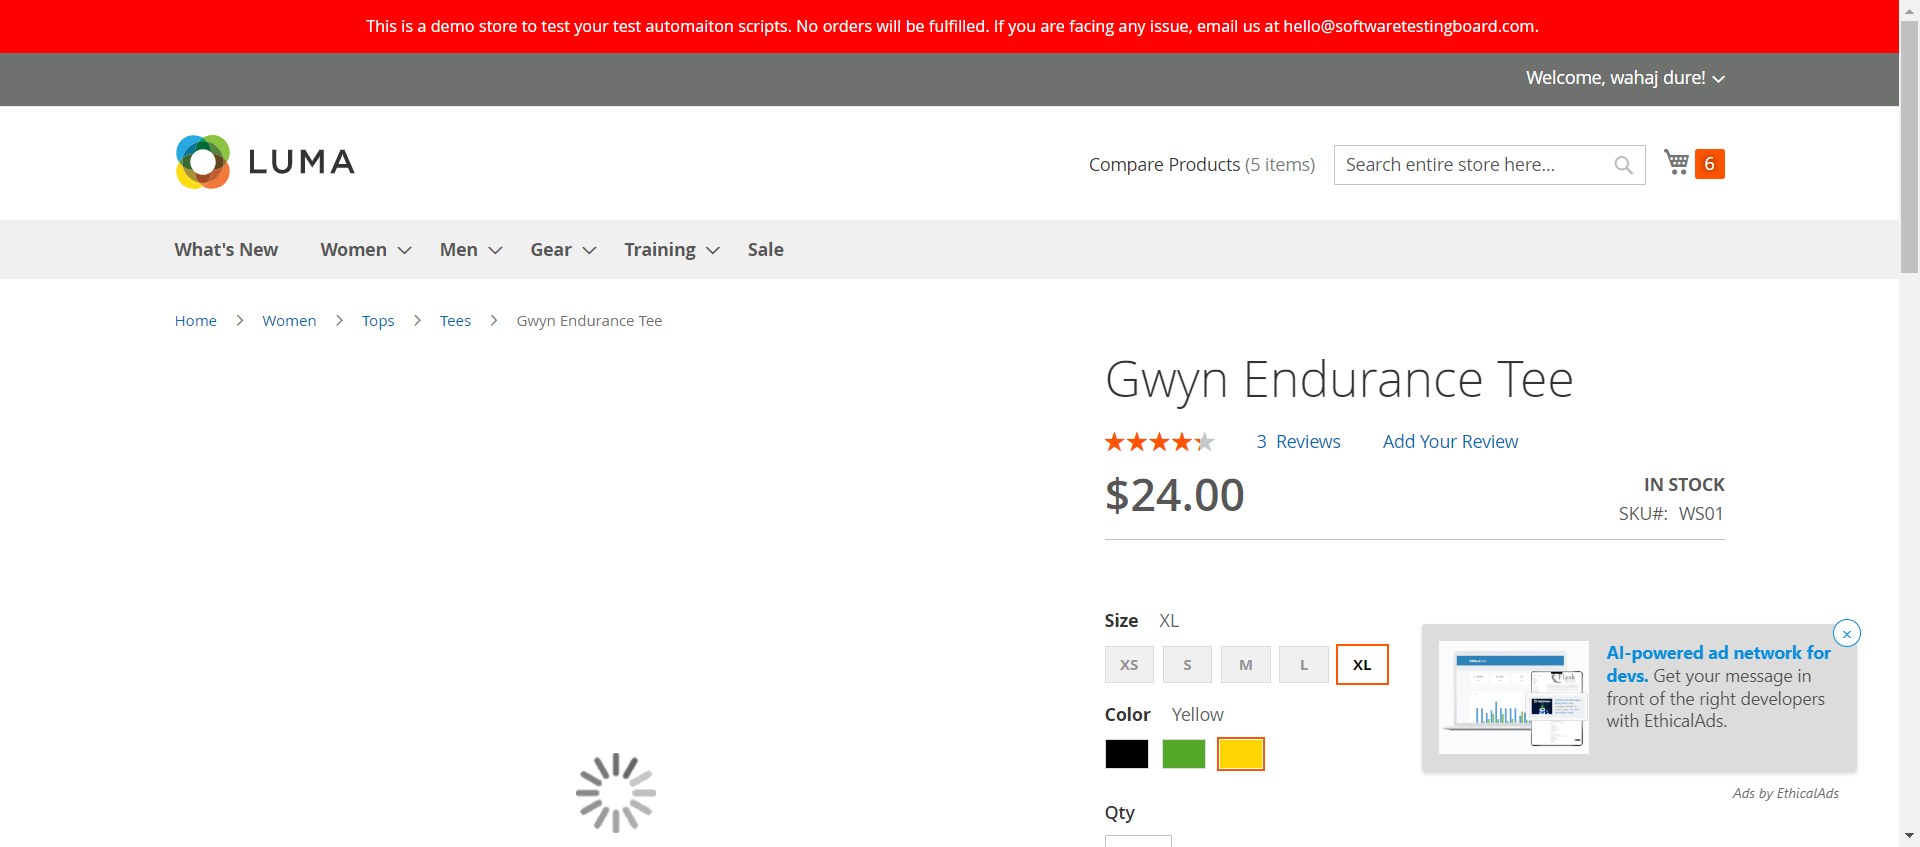 This is a demo store to test your test automaiton scripts. No orders will be fulfilled. If you are facing any issue, email us at hello@softwaretestingboard.com.
Welcome, wahaj dure!
LUMA
Compare Products (5 items)
Search entire store here...
6
What's New Women Men Gear Training Sale
Home > Women > Tops > Tees > Gwyn Endurance Tee
Gwyn Endurance Tee
3 Reviews Add Your Review
$24.00
IN STOCK
SKU#: WS01
Size XL
XS S M L XL
Color Yellow
Qty
AI-powered ad network for
devs. Get your message in
front of the right developers
with EthicalAds.
Ads by EthicalAds